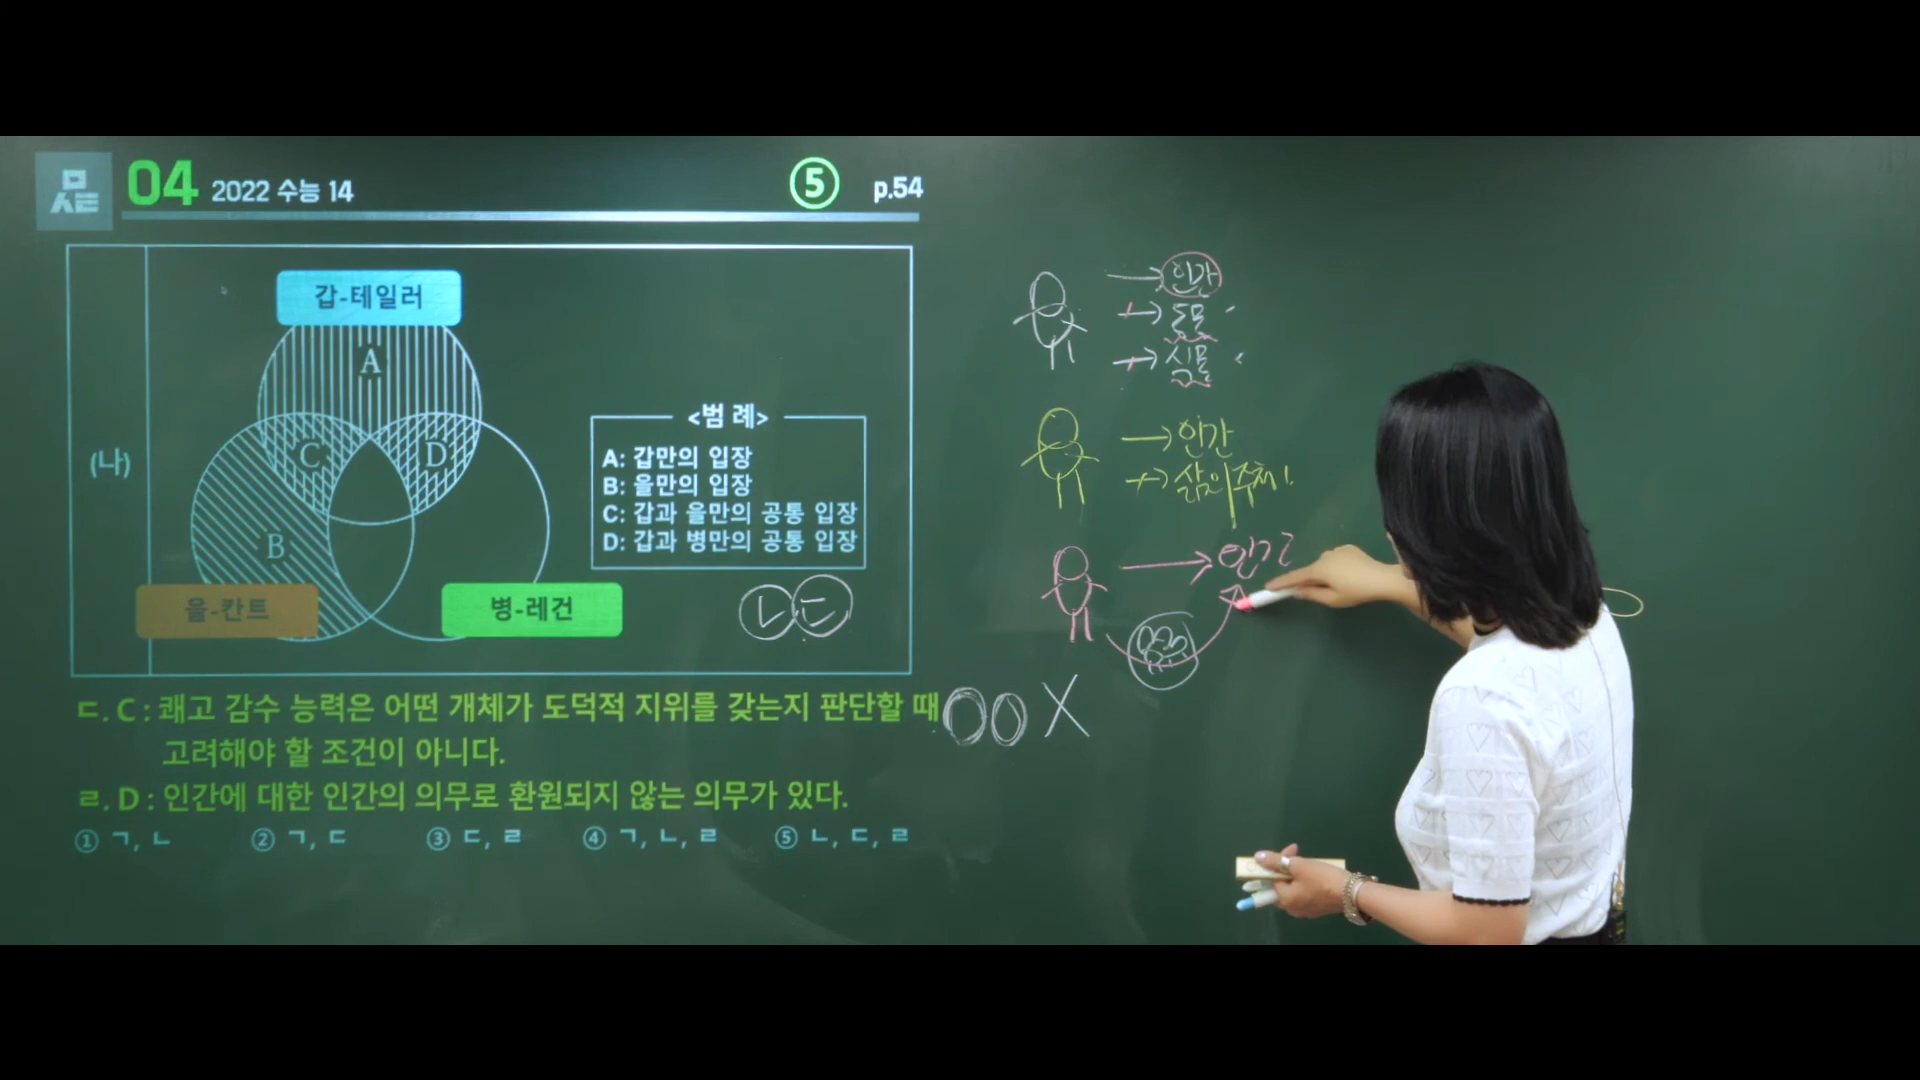 04 2022 수능 14 ⑤ p.54
갑-테일러
A
C
D
B
을-칸트
병-레건
(나)
<범 례>
A: 갑만의 입장
B: 을만의 입장
C: 갑과 을만의 공통 입장
D: 갑과 병만의 공통 입장
ㄴ ㄷ
ㄷ. C : 쾌고 감수 능력은 어떤 개체가 도덕적 지위를 갖는지 판단할 때
고려해야 할 조건이 아니다.
ㄹ. D : 인간에 대한 인간의 의무로 환원되지 않는 의무가 있다.
① ㄱ, ㄴ ② ㄱ, ㄷ ③ ㄷ, ㄹ ④ ㄱ, ㄴ, ㄹ ⑤ ㄴ, ㄷ, ㄹ
→ 인간
→ 동물
→ 식물
→ 인간
→ 삶의 주체
→ 인간
O O X